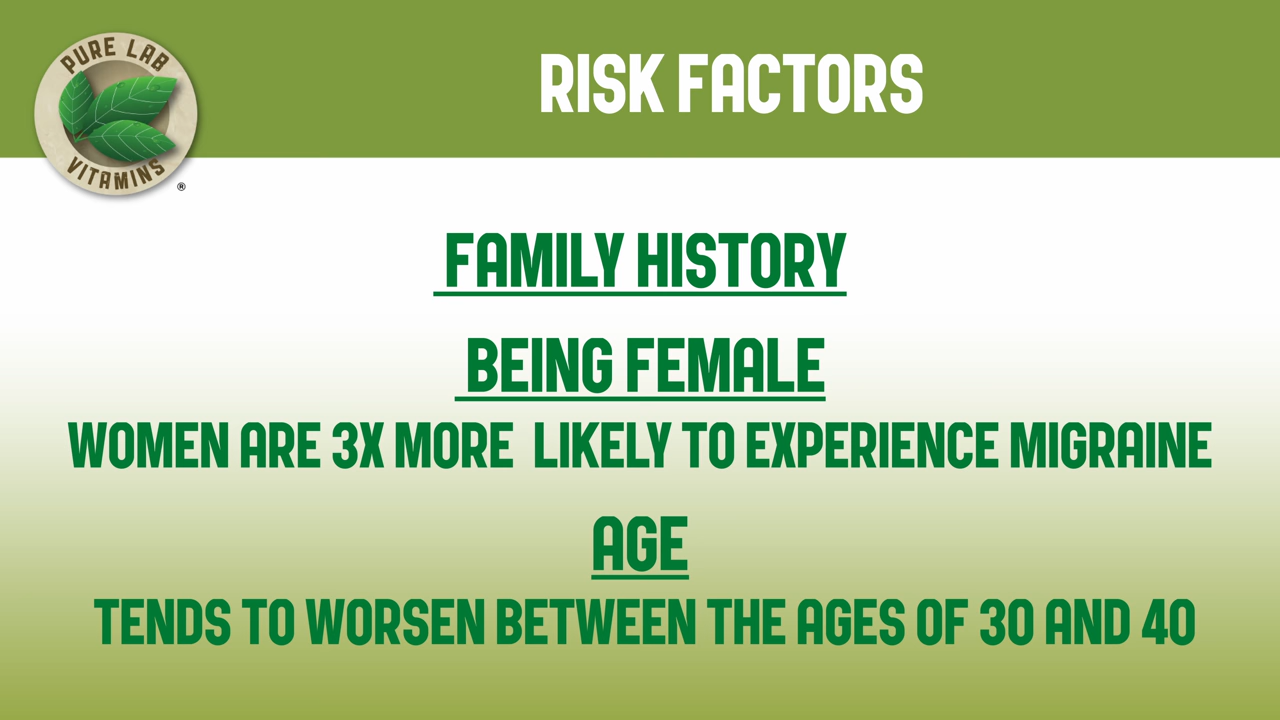 PURE LAB
VITAMINS
®
RISK FACTORS
FAMILY HISTORY
BEING FEMALE
WOMEN ARE 3X MORE LIKELY TO EXPERIENCE MIGRAINE
AGE
TENDS TO WORSEN BETWEEN THE AGES OF 30 AND 40